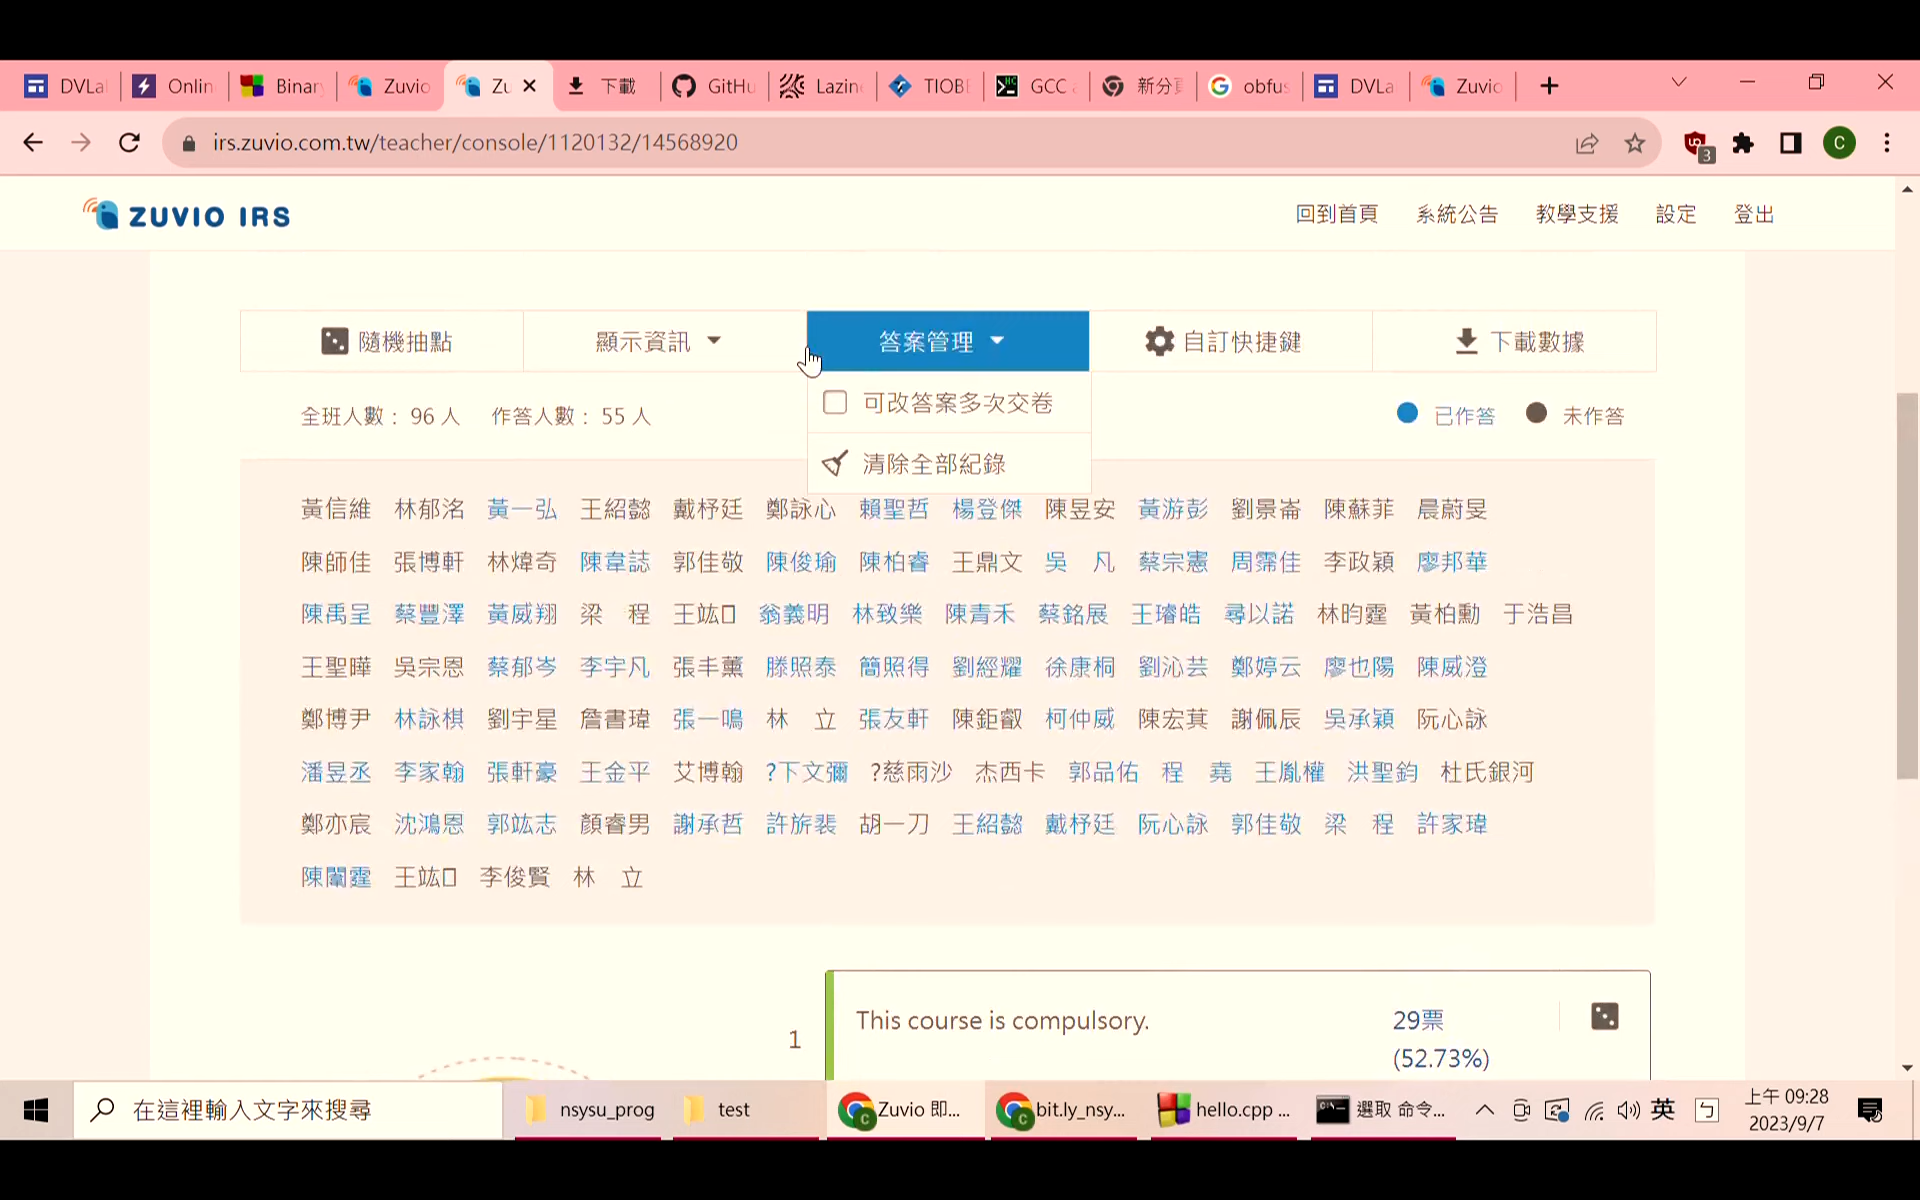 DVLa
Onlin
Binary
Zuvio
Zu
下載
GitHu
Lazin
TIOBE
GCC a
新分頁
obfus
DVLa
Zuvio
irs.zuvio.com.tw/teacher/console/1120132/14568920
3
C
ZUVIO IRS
回到首頁 系統公告 教學支援 設定 登出
隨機抽點 顯示資訊 答案管理 自訂快捷鍵 下載數據
可改答案多次交卷
清除全部紀錄
全班人數： 96 人 作答人數： 55 人 已作答 未作答
黃信維 林郁洺 黃一弘 王紹懿 戴杼廷 鄭詠心 賴聖哲 楊登傑 陳昱安 黃游彭 劉景崙 陳蘇菲 晨蔚旻
陳師佳 張博軒 林煒奇 陳韋誌 郭佳敬 陳俊瑜 陳柏睿 王鼎文 吳　凡 蔡宗憲 周霈佳 李政穎 廖邦華
陳禹呈 蔡豐澤 黃威翔 梁　程 王竑 翁義明 林致樂 陳青禾 蔡銘展 王璿皓 尋以諾 林昀霆 黃柏勳 于浩昌
王聖曄 吳宗恩 蔡郁岑 李宇凡 張丰薰 滕照泰 簡照得 劉經耀 徐康桐 劉沁芸 鄭婷云 廖也陽 陳威澄
鄭博尹 林詠棋 劉宇星 詹書瑋 張一鳴 林　立 張友軒 陳鉅叡 柯仲威 陳宏萁 謝佩辰 吳承穎 阮心詠
潘昱丞 李家翰 張軒豪 王金平 艾博翰 ?下文彌 ?慈雨沙 杰西卡 郭品佑 程　堯 王胤權 洪聖鈞 杜氏銀河
鄭亦宸 沈鴻恩 郭竑志 顏睿男 謝承哲 許旂裴 胡一刀 王紹懿 戴杼廷 阮心詠 郭佳敬 梁　程 許家瑋
陳闈霆 王竑 李俊賢 林　立
1 This course is compulsory. 29票
(52.73%)
在這裡輸入文字來搜尋
nsysu_prog
test
Zuvio 即...
bit.ly_nsy...
hello.cpp ...
選取 命令...
英
ㄅ
上午 09:28
2023/9/7